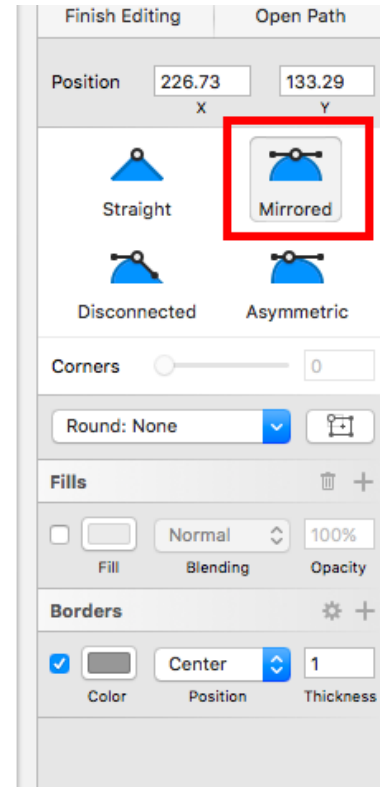 Finish Editing Open Path
Position 226.73 133.29
X Y
Straight Mirrored
Disconnected Asymmetric
Corners 0
Round: None
Fills
Normal 100%
Fill Blending Opacity
Borders
Center 1
Color Position Thickness